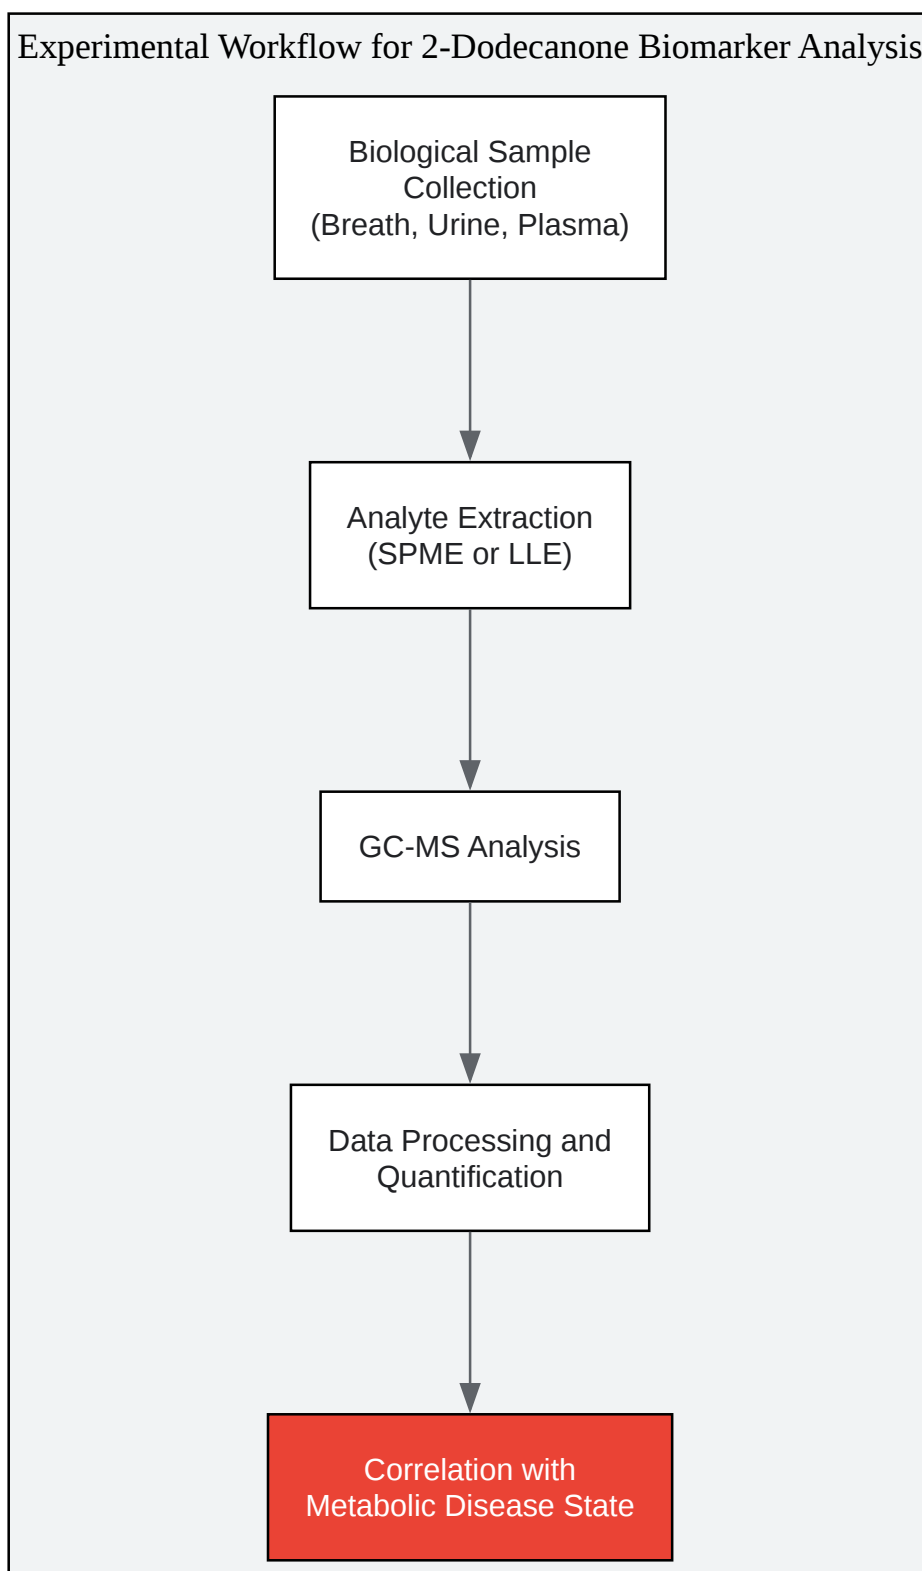 Experimental Workflow for 2-Dodecanone Biomarker Analysis
Biological Sample
Collection
(Breath, Urine, Plasma)
Analyte Extraction
(SPME or LLE)
GC-MS Analysis
Data Processing and
Quantification
Correlation with
Metabolic Disease State